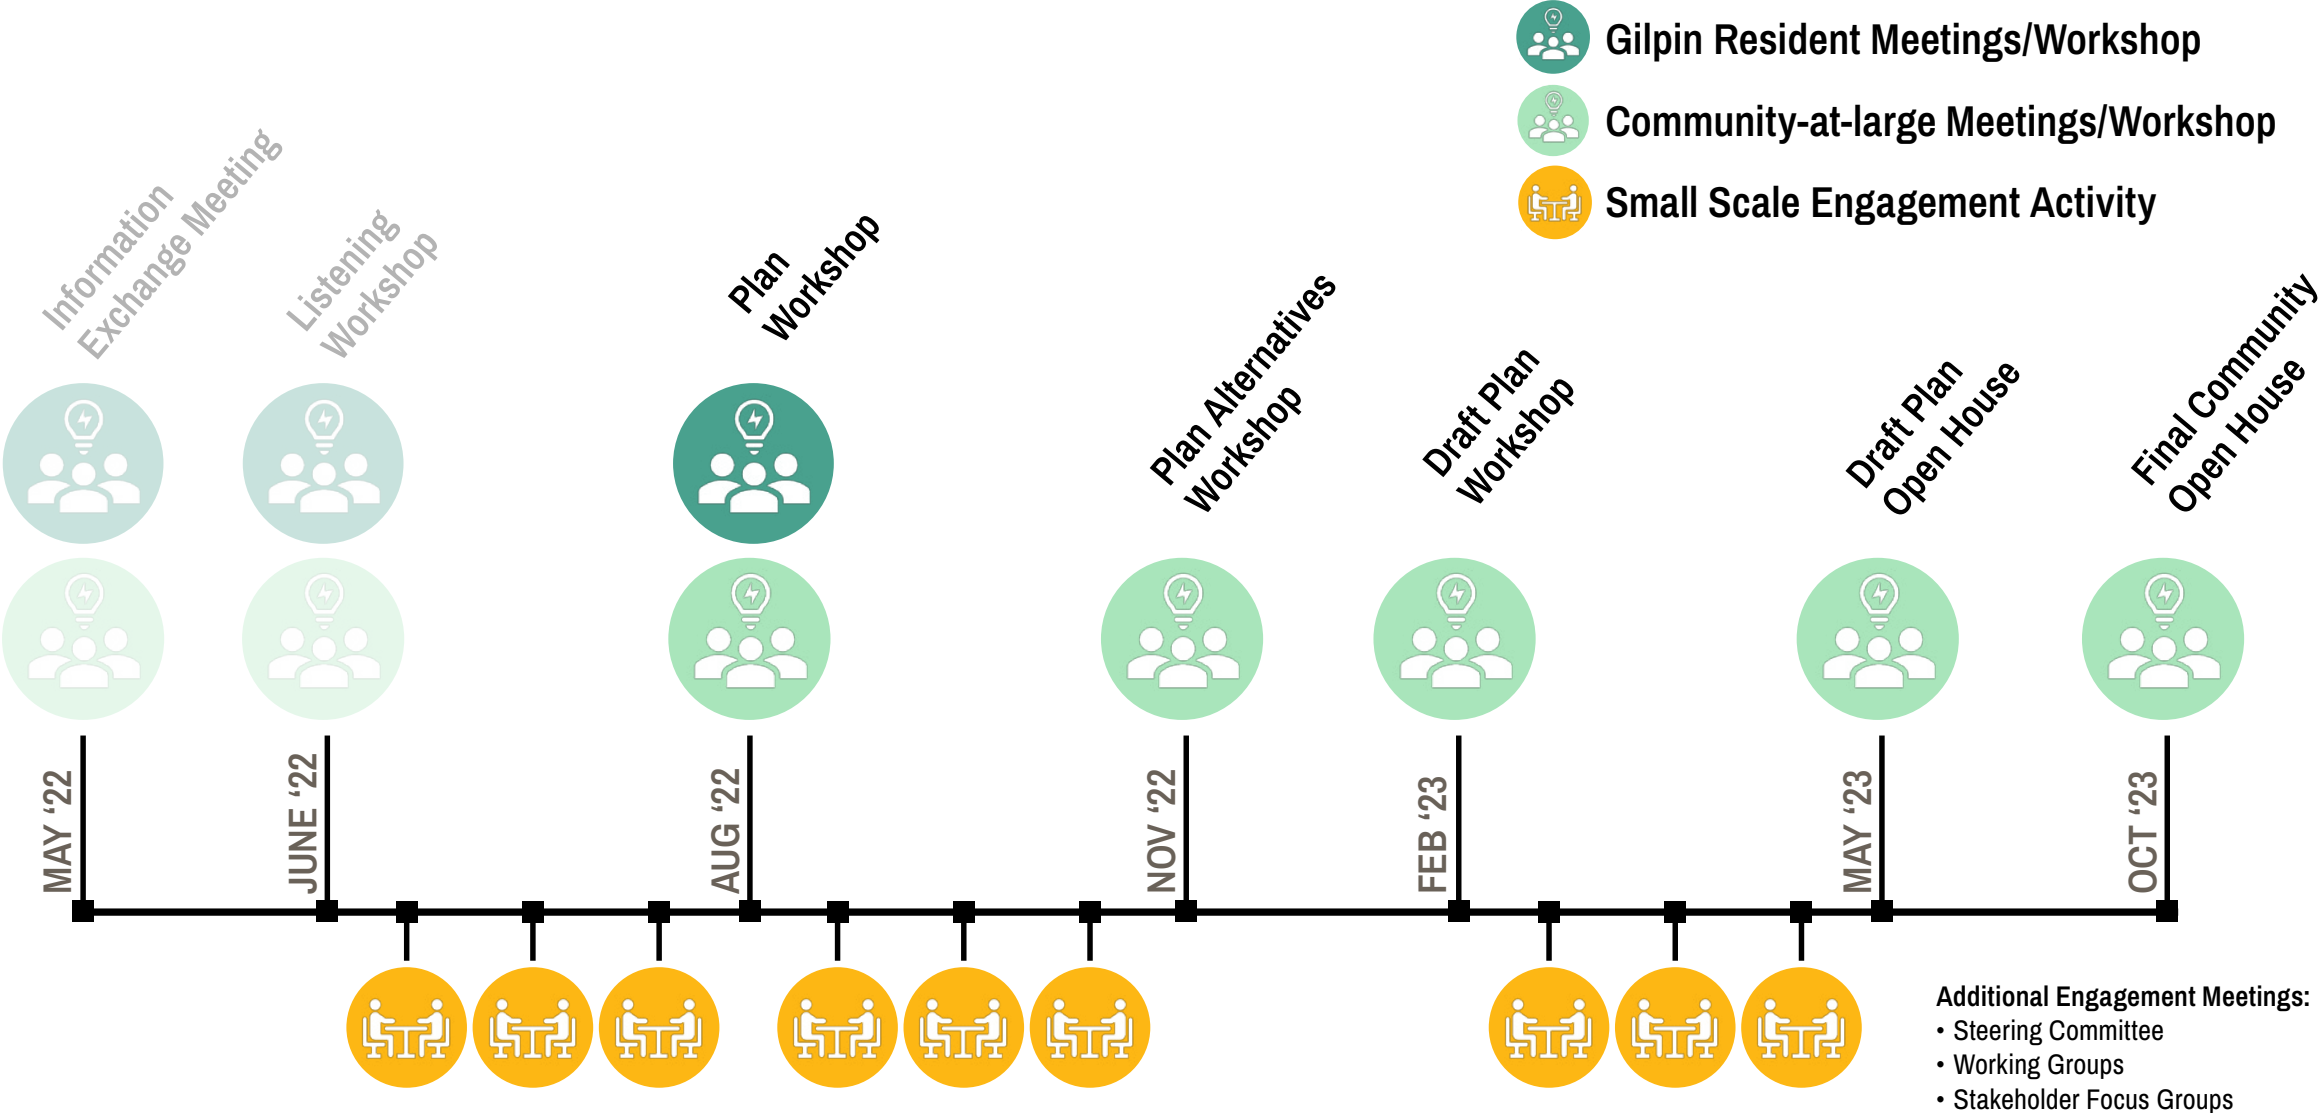 Gilpin Resident Meetings/Workshop
Community-at-large Meetings/Workshop
Small Scale Engagement Activity
Information
Exchange Meeting
Listening
Workshop
Plan
Workshop
Plan Alternatives
Workshop
Draft Plan
Workshop
Draft Plan
Open House
Final Community
Open House
MAY ‘22
JUNE ‘22
AUG ‘22
NOV ‘22
FEB ‘23
MAY ‘23
OCT ‘23
Additional Engagement Meetings:
• Steering Committee
• Working Groups
• Stakeholder Focus Groups